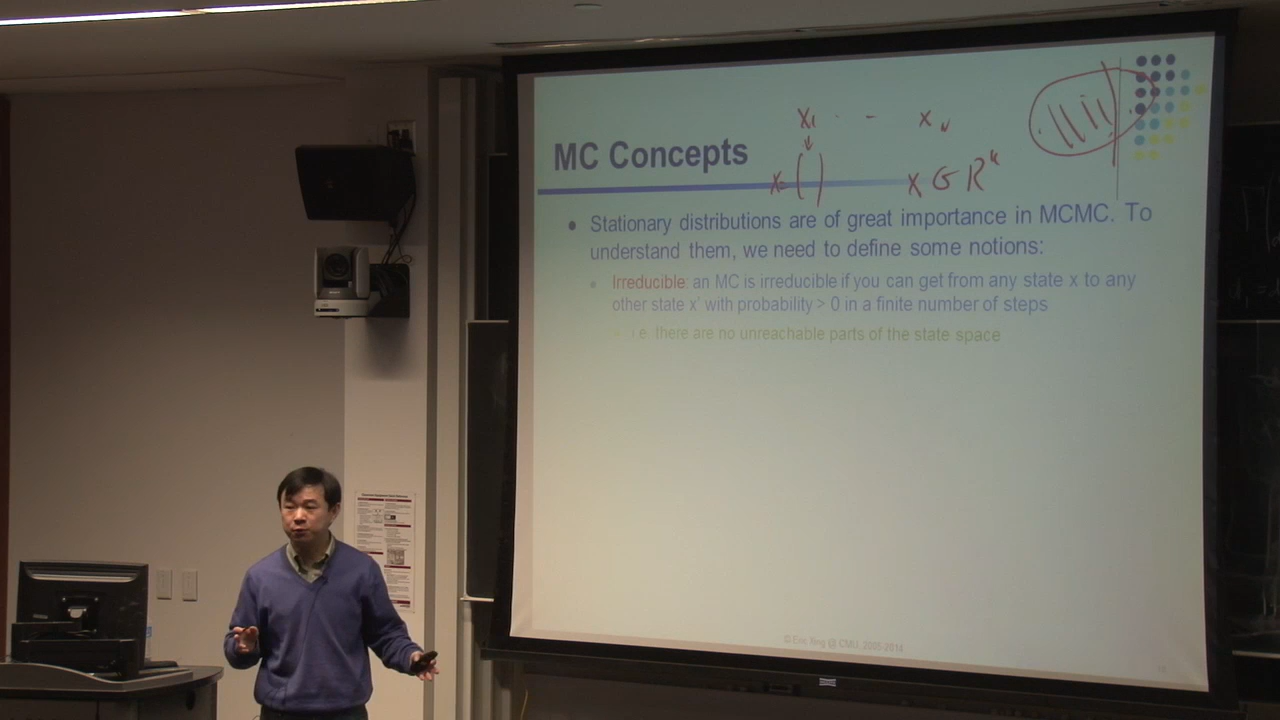 x₁ - - xₙ
MC Concepts
x= ( ) x ∈ Rᵏ
• Stationary distributions are of great importance in MCMC. To
understand them, we need to define some notions:
• Irreducible: an MC is irreducible if you can get from any state x to any
other state x' with probability > 0 in a finite number of steps
• i.e. there are no unreachable parts of the state space
© Eric Xing @ CMU, 2005-2014